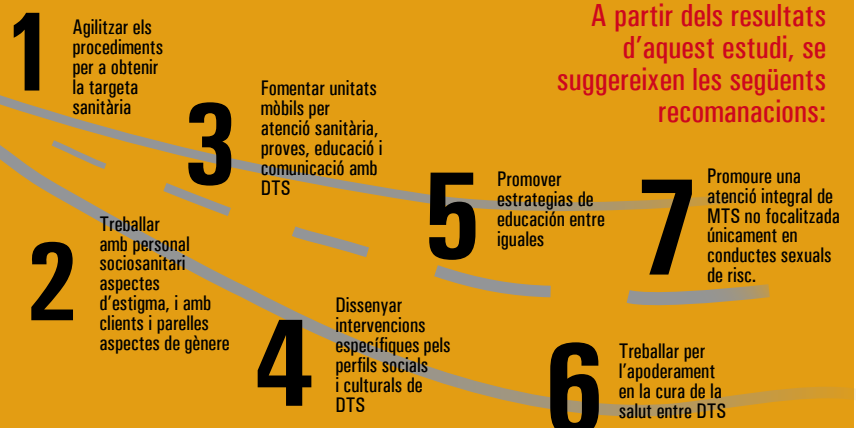 A partir dels resultats
d’aquest estudi, se
suggereixen les següents
recomanacions:
1
Agilitzar els
procediments
per a obtenir
la targeta
sanitària
2
Treballar
amb personal
sociosanitari
aspectes
d’estigma, i amb
clients i parelles
aspectes de gènere
3
Fomentar unitats
mòbils per
atenció sanitària,
proves, educació i
comunicació amb
DTS
4
Dissenyar
intervencions
específiques pels
perfils socials
i culturals de
DTS
5
Promover
estrategias de
educación entre
iguales
6
Treballar per
l’apoderament
en la cura de la
salut entre DTS
7
Promoure una
atenció integral de
MTS no focalitzada
únicament en
conductes sexuals
de risc.